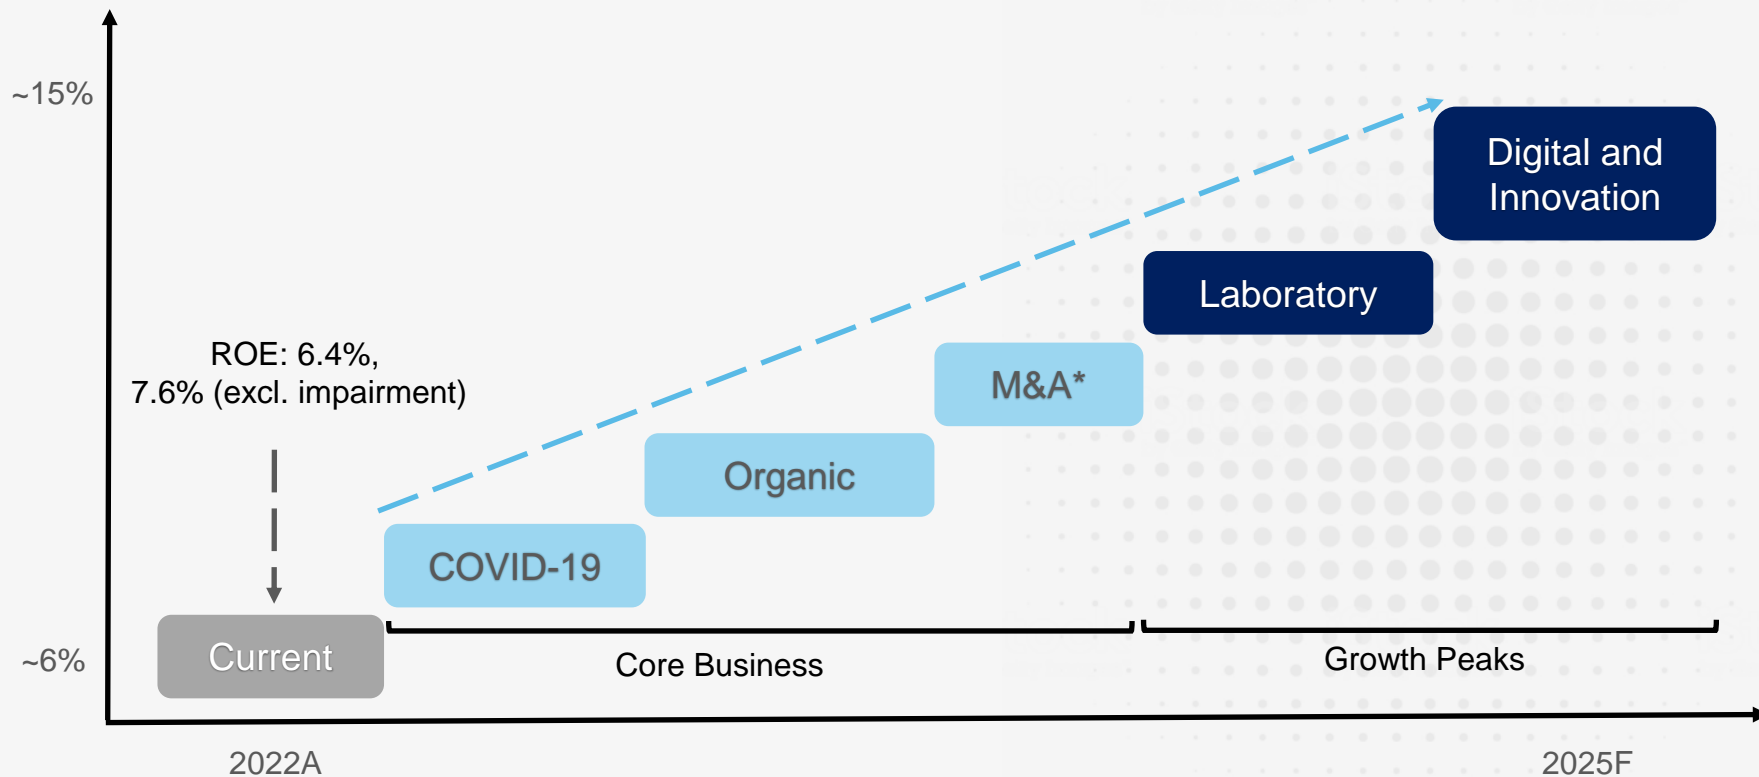 ~15%
Digital and
Innovation
Laboratory
ROE: 6.4%,
7.6% (excl. impairment)
M&A*
Organic
COVID-19
Current
~6%
Core Business
Growth Peaks
2022A
2025F